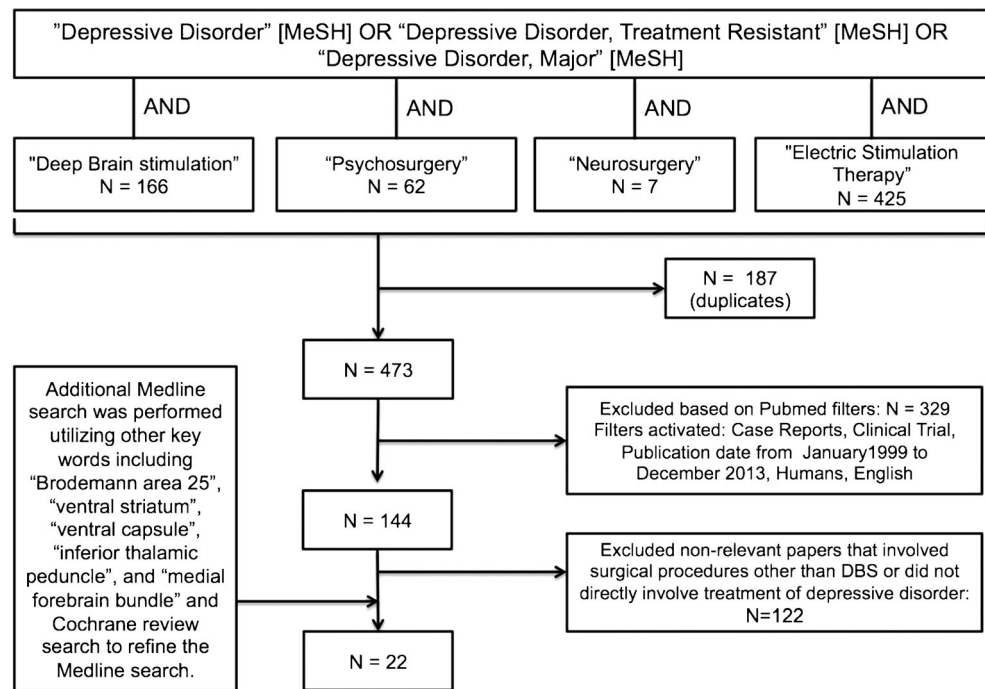 ”Depressive Disorder” [MeSH] OR “Depressive Disorder, Treatment Resistant” [MeSH] OR
“Depressive Disorder, Major” [MeSH]
AND
AND
AND
AND
"Deep Brain stimulation”
N = 166
“Psychosurgery”
N = 62
“Neurosurgery”
N = 7
"Electric Stimulation
Therapy”
N = 425
N = 187
(duplicates)
N = 473
Additional Medline
search was performed
utilizing other key
words including
“Brodemann area 25”,
“ventral striatum”,
“ventral capsule”,
“inferior thalamic
peduncle”, and “medial
forebrain bundle” and
Cochrane review
search to refine the
Medline search.
Excluded based on Pubmed filters: N = 329
Filters activated: Case Reports, Clinical Trial,
Publication date from January1999 to
December 2013, Humans, English
N = 144
Excluded non-relevant papers that involved
surgical procedures other than DBS or did not
directly involve treatment of depressive disorder:
N=122
N = 22